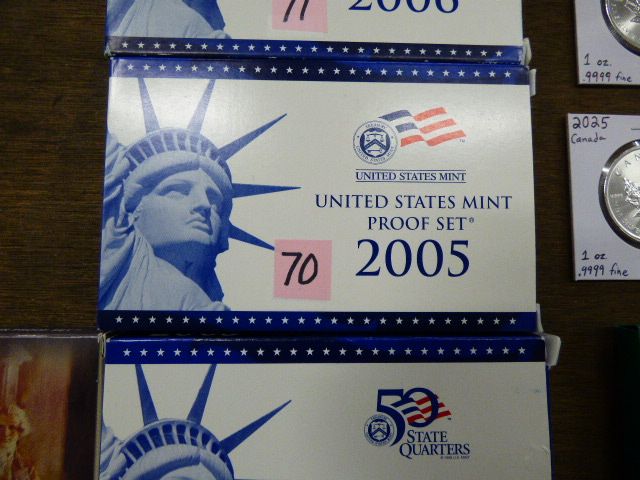 71
2006
1 oz.
.9999 fine
UNITED STATES MINT
UNITED STATES MINT
PROOF SET®
2005
70
2025
Canada
1 oz
.9999 fine
50
STATE
QUARTERS